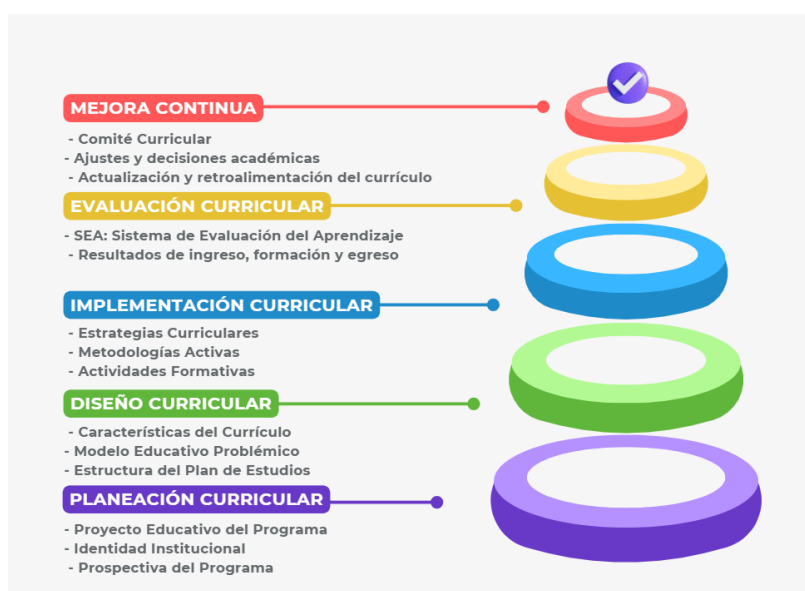 MEJORA CONTINUA
- Comité Curricular
- Ajustes y decisiones académicas
- Actualización y retroalimentación del currículo
EVALUACIÓN CURRICULAR
- SEA: Sistema de Evaluación del Aprendizaje
- Resultados de ingreso, formación y egreso
IMPLEMENTACIÓN CURRICULAR
- Estrategias Curriculares
- Metodologías Activas
- Actividades Formativas
DISEÑO CURRICULAR
- Características del Currículo
- Modelo Educativo Problémico
- Estructura del Plan de Estudios
PLANEACIÓN CURRICULAR
- Proyecto Educativo del Programa
- Identidad Institucional
- Prospectiva del Programa